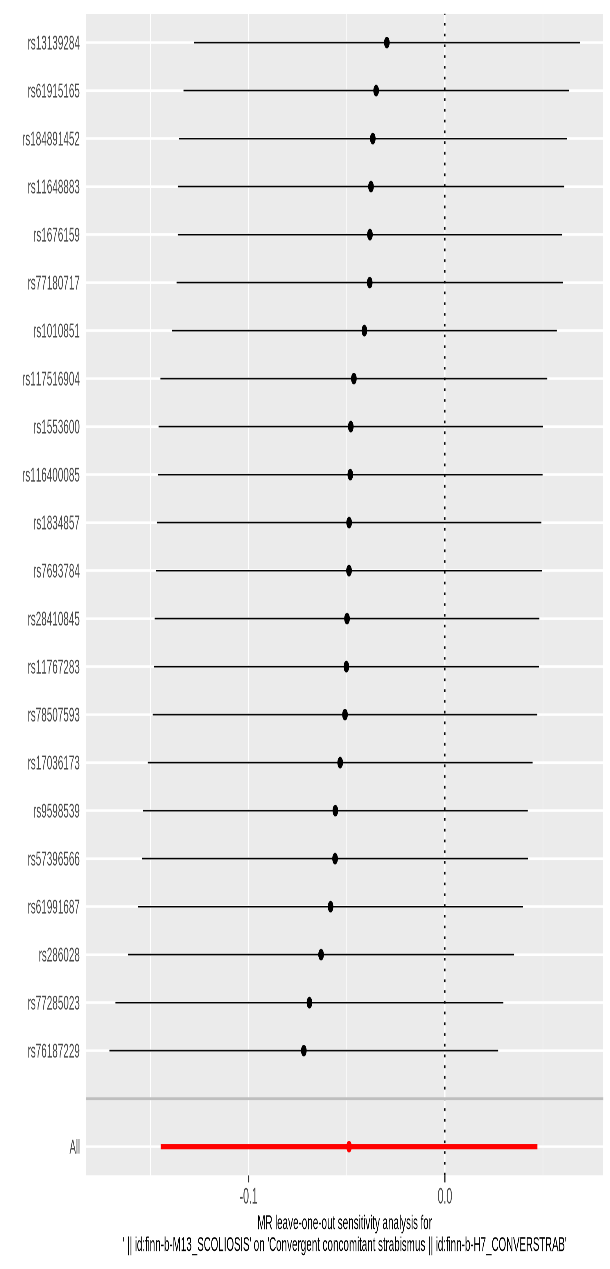 rs13139284
rs61915165
rs184891452
rs11648883
rs1676159
rs77180717
rs1010851
rs117516904
rs1553600
rs116400085
rs1834857
rs7693784
rs28410845
rs11767283
rs78507593
rs17036173
rs9598539
rs57396566
rs61991687
rs286028
rs77285023
rs76187229
All
-0.1 0.0
MR leave-one-out sensitivity analysis for
' || id:finn-b-M13_SCOLIOSIS' on 'Convergent concomitant strabismus || id:finn-b-H7_CONVERSTRAB'